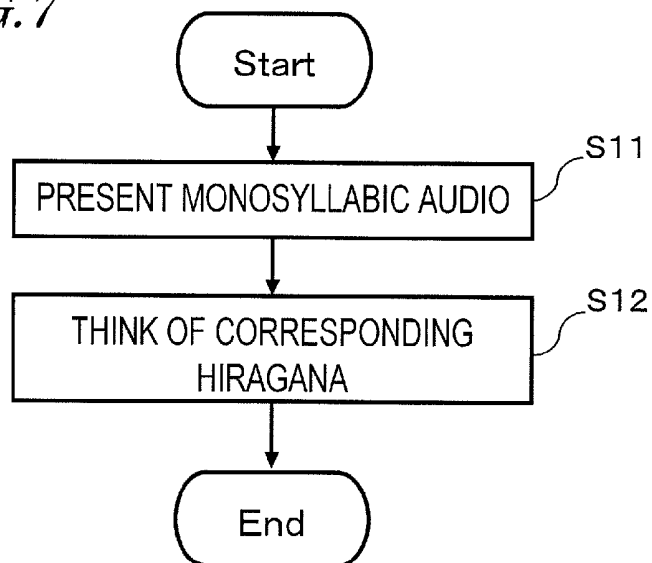 Start
S11
PRESENT MONOSYLLABIC AUDIO
S12
THINK OF CORRESPONDING
HIRAGANA
End